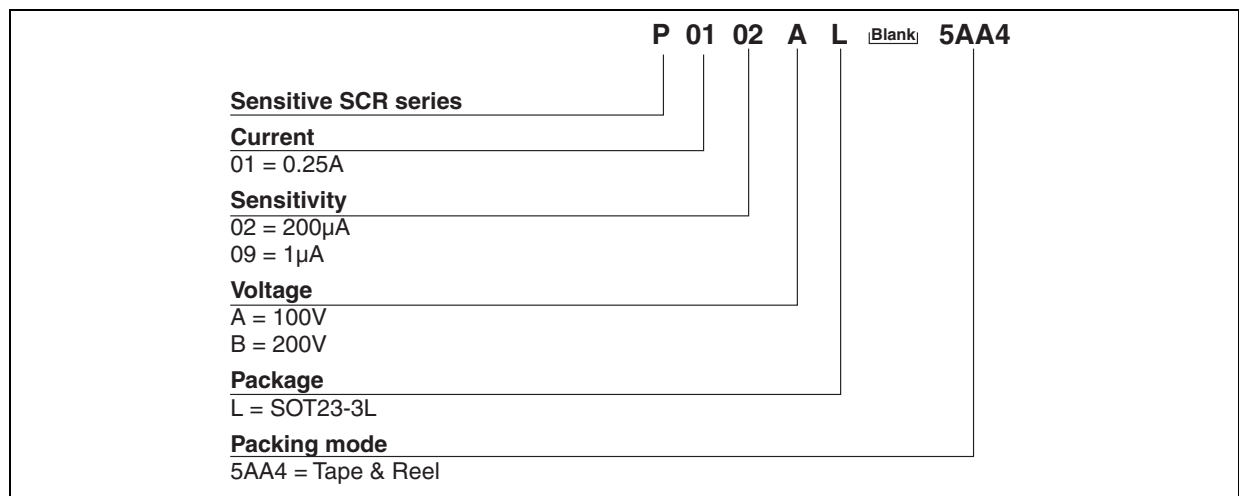 P 01 02 A L Blank 5AA4
Sensitive SCR series
Current
01 = 0.25A
Sensitivity
02 = 200µA
09 = 1µA
Voltage
A = 100V
B = 200V
Package
L = SOT23-3L
Packing mode
5AA4 = Tape & Reel